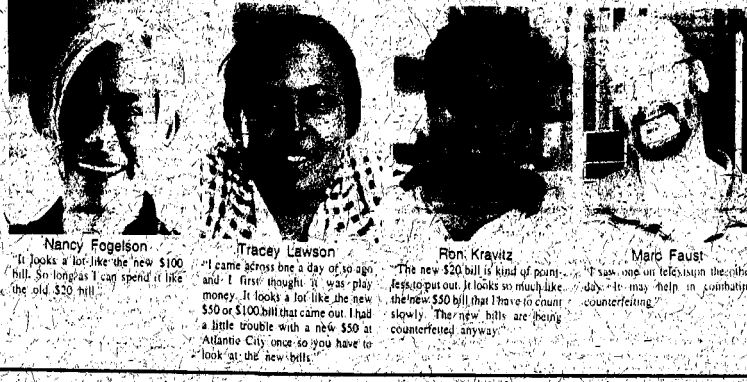 Nancy Fogelson
"It looks a lot like the new $100
bill. So long as I can spend it like
the old $20 bill."
Tracey Lawson
"I came across one a day or so ago
and I first thought it was play
money. It looks a lot like the new
$50 or $100 bill that came out. I had
a little trouble with a new $50 at
Atlantic City once so you have to
look at the new bills."
Ron Kravitz
"The new $20 bill is kind of point-
less to put out. It looks so much like
the new $50 bill that I have to count
slowly. The new bills are being
counterfeited anyway."
Marc Faust
"I saw one on television the othe
day. It may help in combatin
counterfeiting."